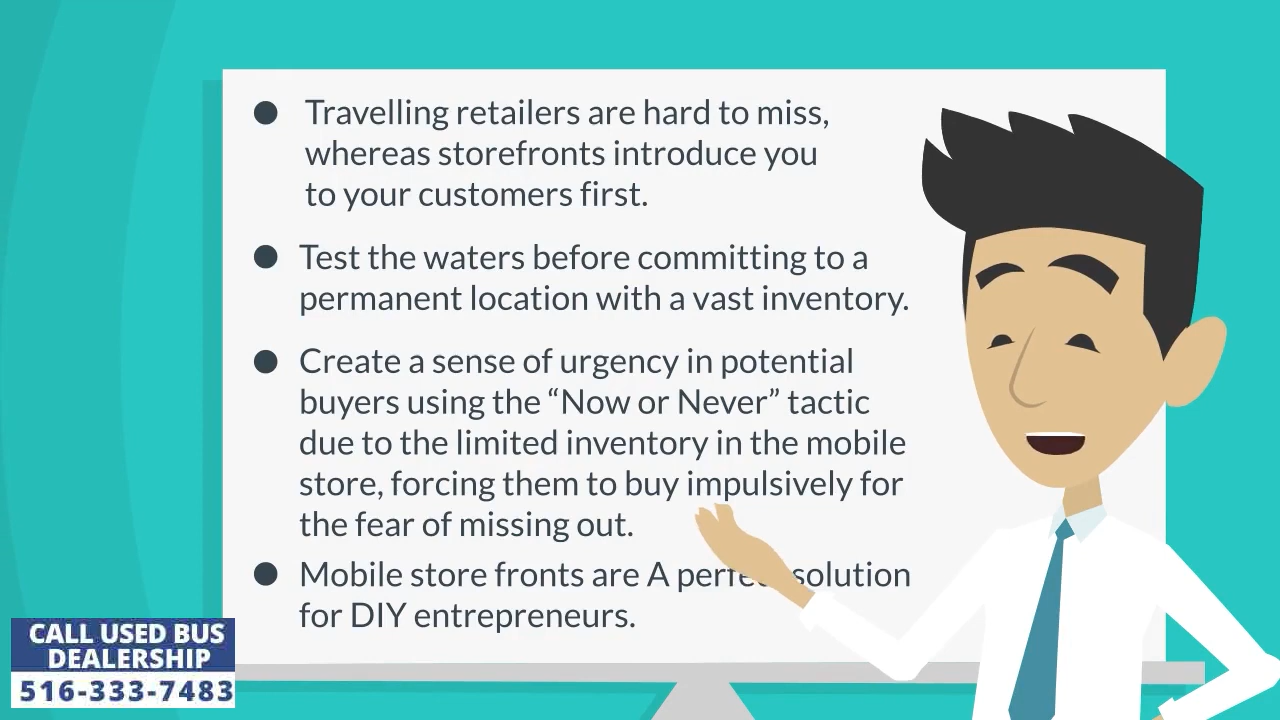 Travelling retailers are hard to miss,
whereas storefronts introduce you
to your customers first.
Test the waters before committing to a
permanent location with a vast inventory.
Create a sense of urgency in potential
buyers using the “Now or Never” tactic
due to the limited inventory in the mobile
store, forcing them to buy impulsively for
the fear of missing out.
Mobile store fronts are A perfect solution
for DIY entrepreneurs.
CALL USED BUS
DEALERSHIP
516-333-7483